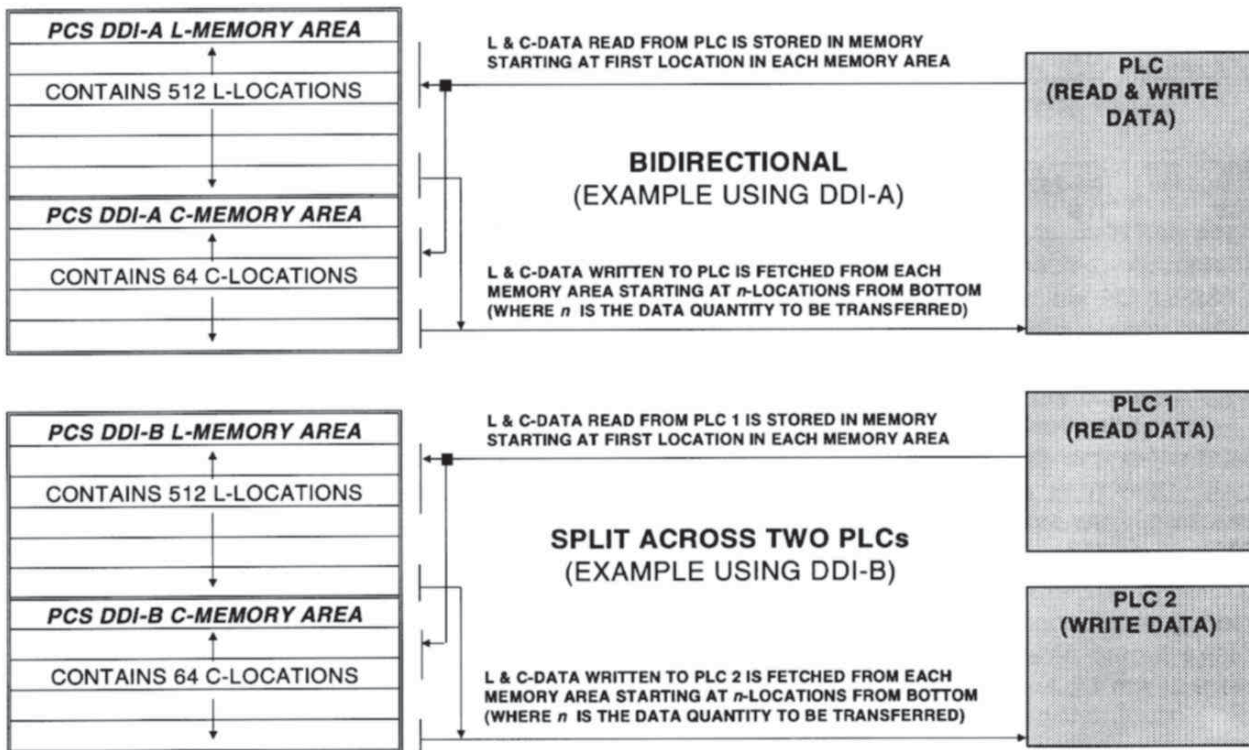 PCS DDI-A L-MEMORY AREA
CONTAINS 512 L-LOCATIONS
PCS DDI-A C-MEMORY AREA
CONTAINS 64 C-LOCATIONS
L & C-DATA READ FROM PLC IS STORED IN MEMORY
STARTING AT FIRST LOCATION IN EACH MEMORY AREA
BIDIRECTIONAL
(EXAMPLE USING DDI-A)
L & C-DATA WRITTEN TO PLC IS FETCHED FROM EACH
MEMORY AREA STARTING AT n-LOCATIONS FROM BOTTOM
(WHERE n IS THE DATA QUANTITY TO BE TRANSFERRED)
PLC
(READ & WRITE
DATA)
PCS DDI-B L-MEMORY AREA
CONTAINS 512 L-LOCATIONS
PCS DDI-B C-MEMORY AREA
CONTAINS 64 C-LOCATIONS
L & C-DATA READ FROM PLC 1 IS STORED IN MEMORY
STARTING AT FIRST LOCATION IN EACH MEMORY AREA
SPLIT ACROSS TWO PLCs
(EXAMPLE USING DDI-B)
L & C-DATA WRITTEN TO PLC 2 IS FETCHED FROM EACH
MEMORY AREA STARTING AT n-LOCATIONS FROM BOTTOM
(WHERE n IS THE DATA QUANTITY TO BE TRANSFERRED)
PLC 1
(READ DATA)
PLC 2
(WRITE DATA)